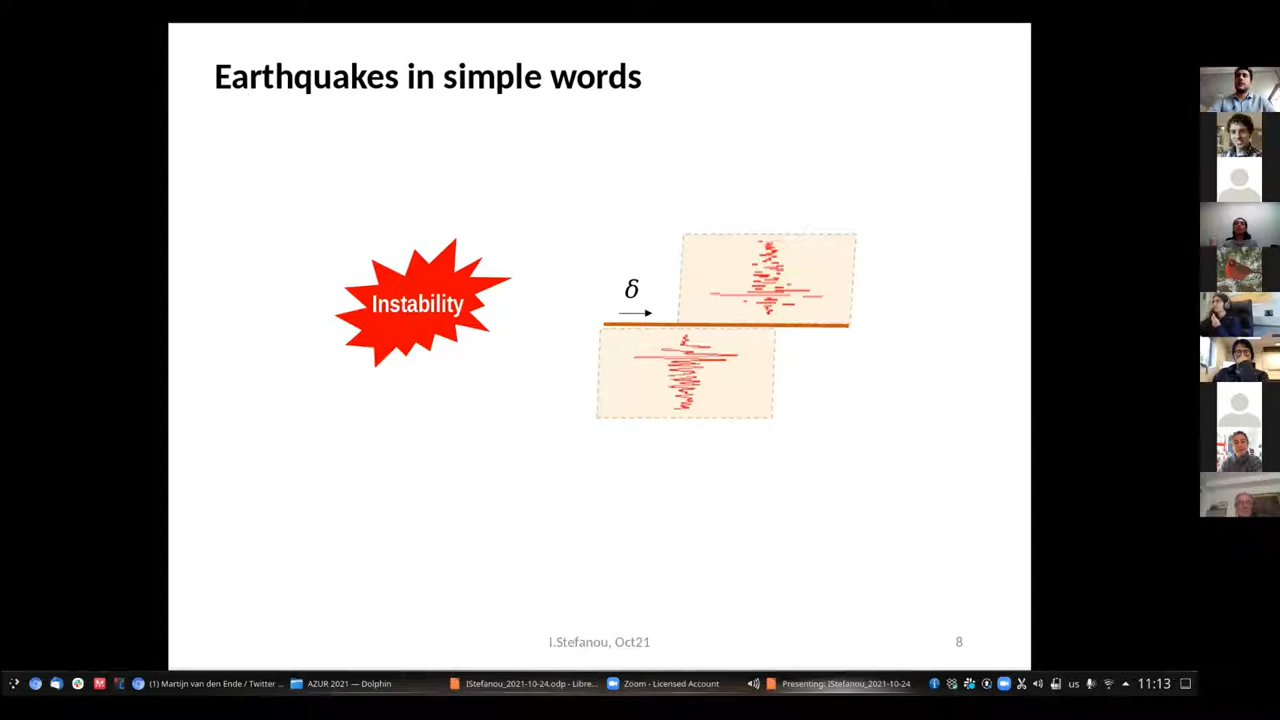 Earthquakes in simple words
Instability
δ
I.Stefanou, Oct21
8
(1) Martijn van den Ende / Twitter ...
AZUR 2021 — Dolphin
IStefanou_2021-10-24.odp - Libre...
Zoom - Licensed Account
Presenting: IStefanou_2021-10-24
us
11:13